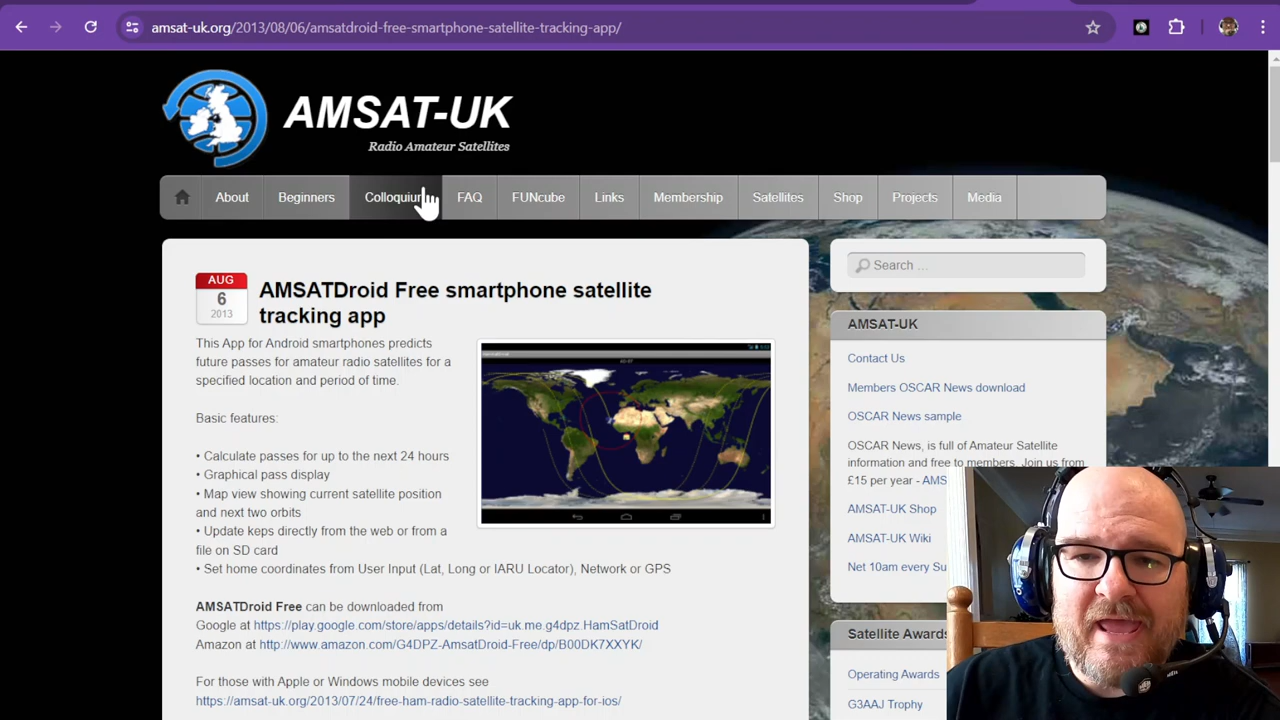 amsat-uk.org/2013/08/06/amsatdroid-free-smartphone-satellite-tracking-app/
AMSAT-UK
Radio Amateur Satellites
About
Beginners
FAQ
FUNcube
Links
Membership
Satellites
Shop
Projects
Media
AUG
6
2013
AMSATDroid Free smartphone satellite
tracking app
This App for Android smartphones predicts
future passes for amateur radio satellites for a
specified location and period of time.
Basic features:
• Calculate passes for up to the next 24 hours
• Graphical pass display
• Map view showing current satellite position
and next two orbits
• Update keps directly from the web or from a
file on SD card
• Set home coordinates from User Input (Lat, Long or IARU Locator), Network or GPS
AMSATDroid Free can be downloaded from
Google at https://play.google.com/store/apps/details?id=uk.me.g4dpz.HamSatDroid
Amazon at http://www.amazon.com/G4DPZ-AmsatDroid-Free/dp/B00DK7XXYK/
For those with Apple or Windows mobile devices see
https://amsat-uk.org/2013/07/24/free-ham-radio-satellite-tracking-app-for-ios/
Search …
AMSAT-UK
Contact Us
Members OSCAR News download
OSCAR News sample
OSCAR News, is full of Amateur Satellite
information and free to members. Join us from
£15 per year -
AMSAT-UK Shop
AMSAT-UK Wiki
Net 10am every
Satellite
Operating Awards
G3AAJ Trophy